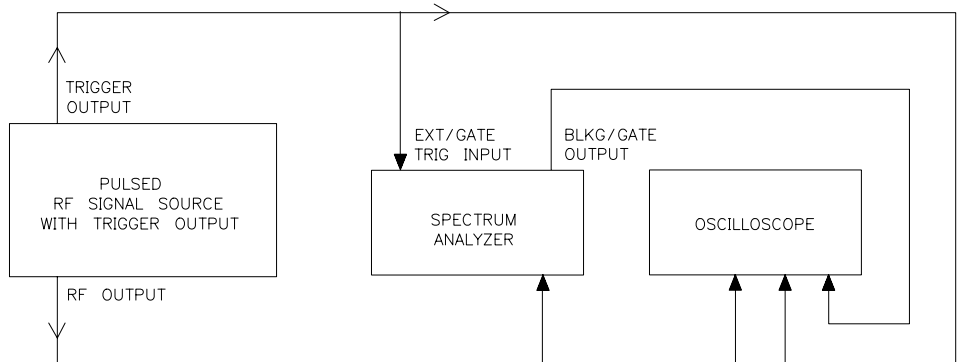 TRIGGER
OUTPUT
EXT/GATE
TRIG INPUT
BLKG/GATE
OUTPUT
PULSED
RF SIGNAL SOURCE
WITH TRIGGER OUTPUT
SPECTRUM
ANALYZER
OSCILLOSCOPE
RF OUTPUT